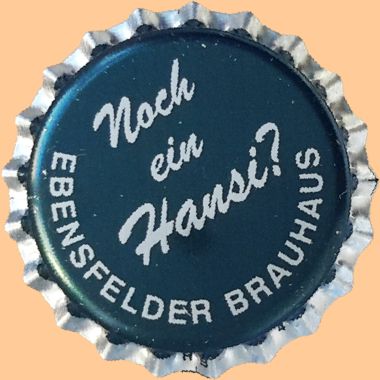 Noch
ein
Hansi?
EBENSFELDER BRAUHAUS